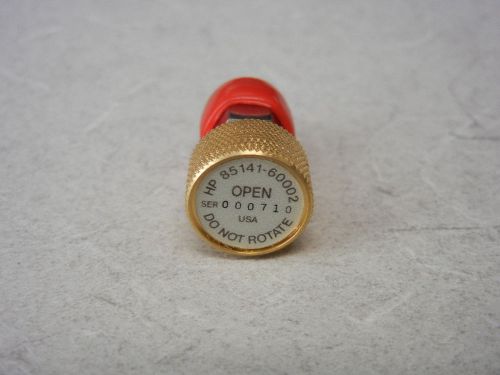 HP 85141-60002
OPEN
SER 000710
USA
DO NOT ROTATE